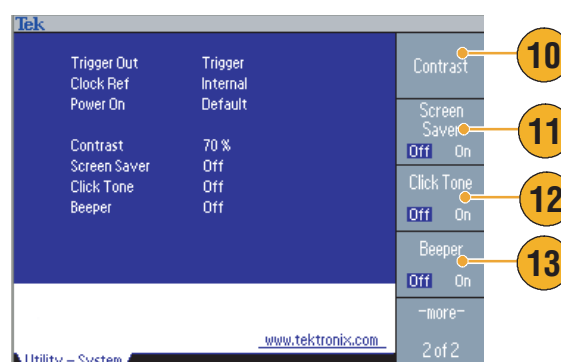 Tek
Trigger Out Trigger
Clock Ref Internal
Power On Default
Contrast 70 %
Screen Saver Off
Click Tone Off
Beeper Off
www.tektronix.com
Utility – System
Contrast
Screen
Saver
Off On
Click Tone
Off On
Beeper
Off On
-more-
2 of 2
10
11
12
13